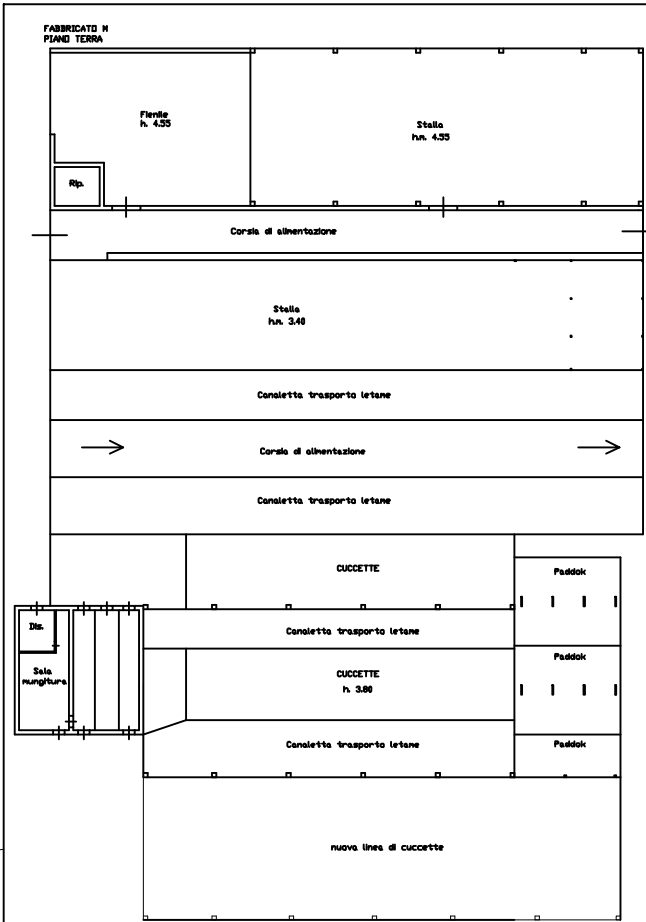 FABBRICATO M
PIANO TERRA
Fienile
h. 4.55
Stalla
h.m. 4.55
Rip.
Corsia di alimentazione
Stalla
h.m. 3.40
Canaletta trasporto letame
Corsia di alimentazione
Canaletta trasporto letame
CUCCETTE
Paddok
Dis.
Canaletta trasporto letame
Sala
mungitura
CUCCETTE
h. 3.80
Paddok
Canaletta trasporto letame
Paddok
nuova linea di cuccette